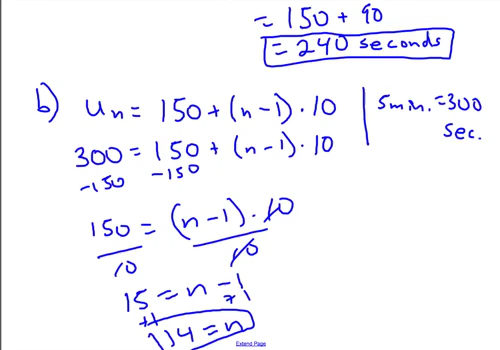 = 150 + 90
= 240 seconds
b) Un = 150 + (n-1) · 10 | 5 min. = 300 sec.
300 = 150 + (n-1) · 10
-150 -150
150 = (n-1) · 10
10 10
15 = n - 1
+1 +1
114 = n
Extend Page